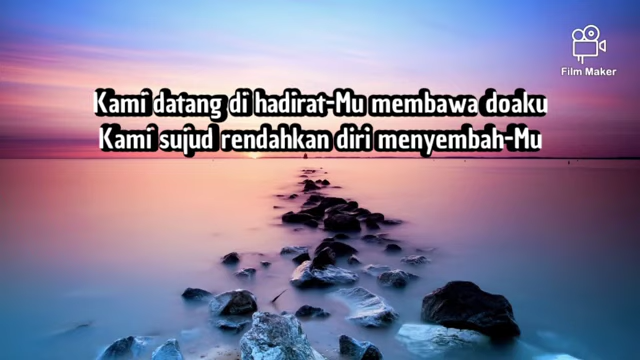 Film Maker
Kami datang di hadirat-Mu membawa doaku
Kami sujud rendahkan diri menyembah-Mu